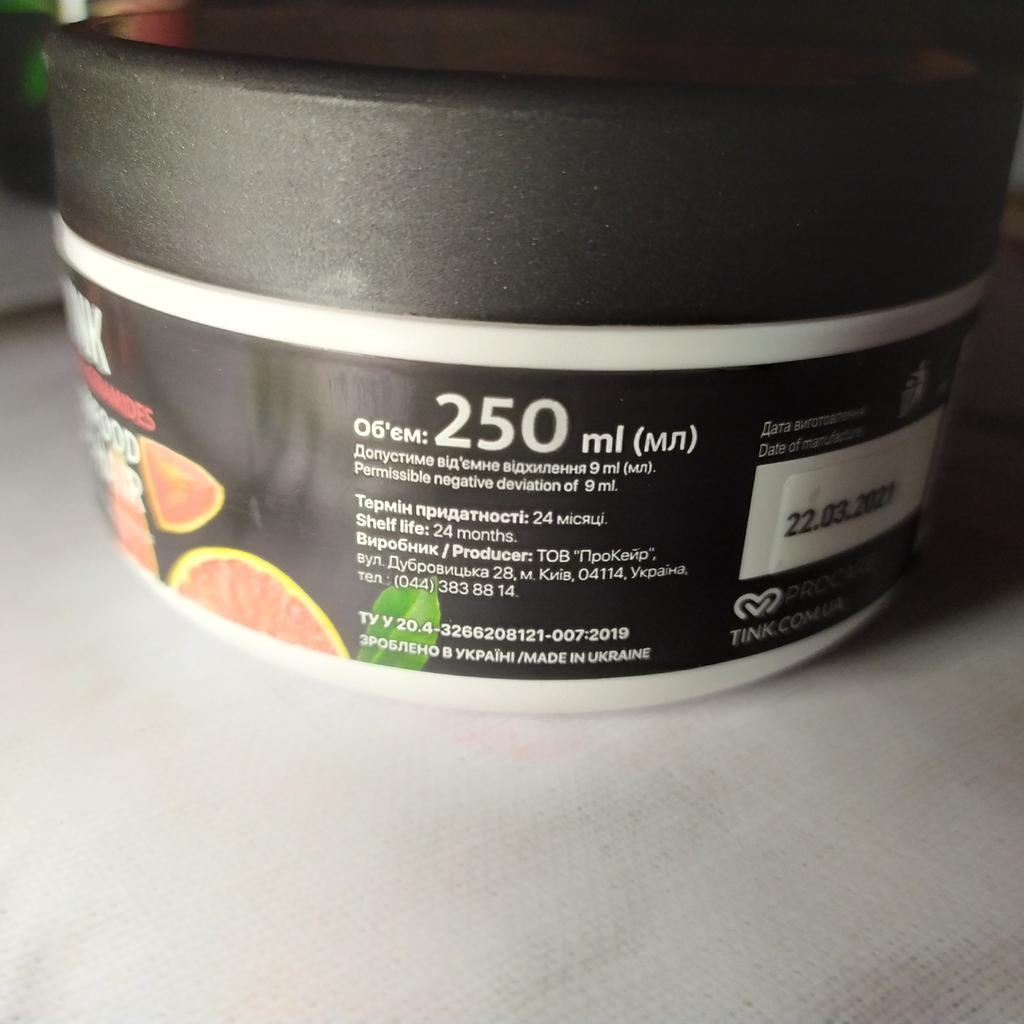 Об'єм: 250 ml (мл)
Допустиме від'ємне відхилення 9 ml (мл).
Permissible negative deviation of 9 ml.
Термін придатності: 24 місяці.
Shelf life: 24 months.
Виробник / Producer: ТОВ "ПроКейр",
вул. Дубровицька 28, м. Київ, 04114, Україна,
тел.: (044) 383 88 14.
ТУ У 20.4-3266208121-007:2019
ЗРОБЛЕНО В УКРАЇНІ /MADE IN UKRAINE
Дата виготовлення:
Date of manufacture:
22.03.2021
TINK.COM.UA